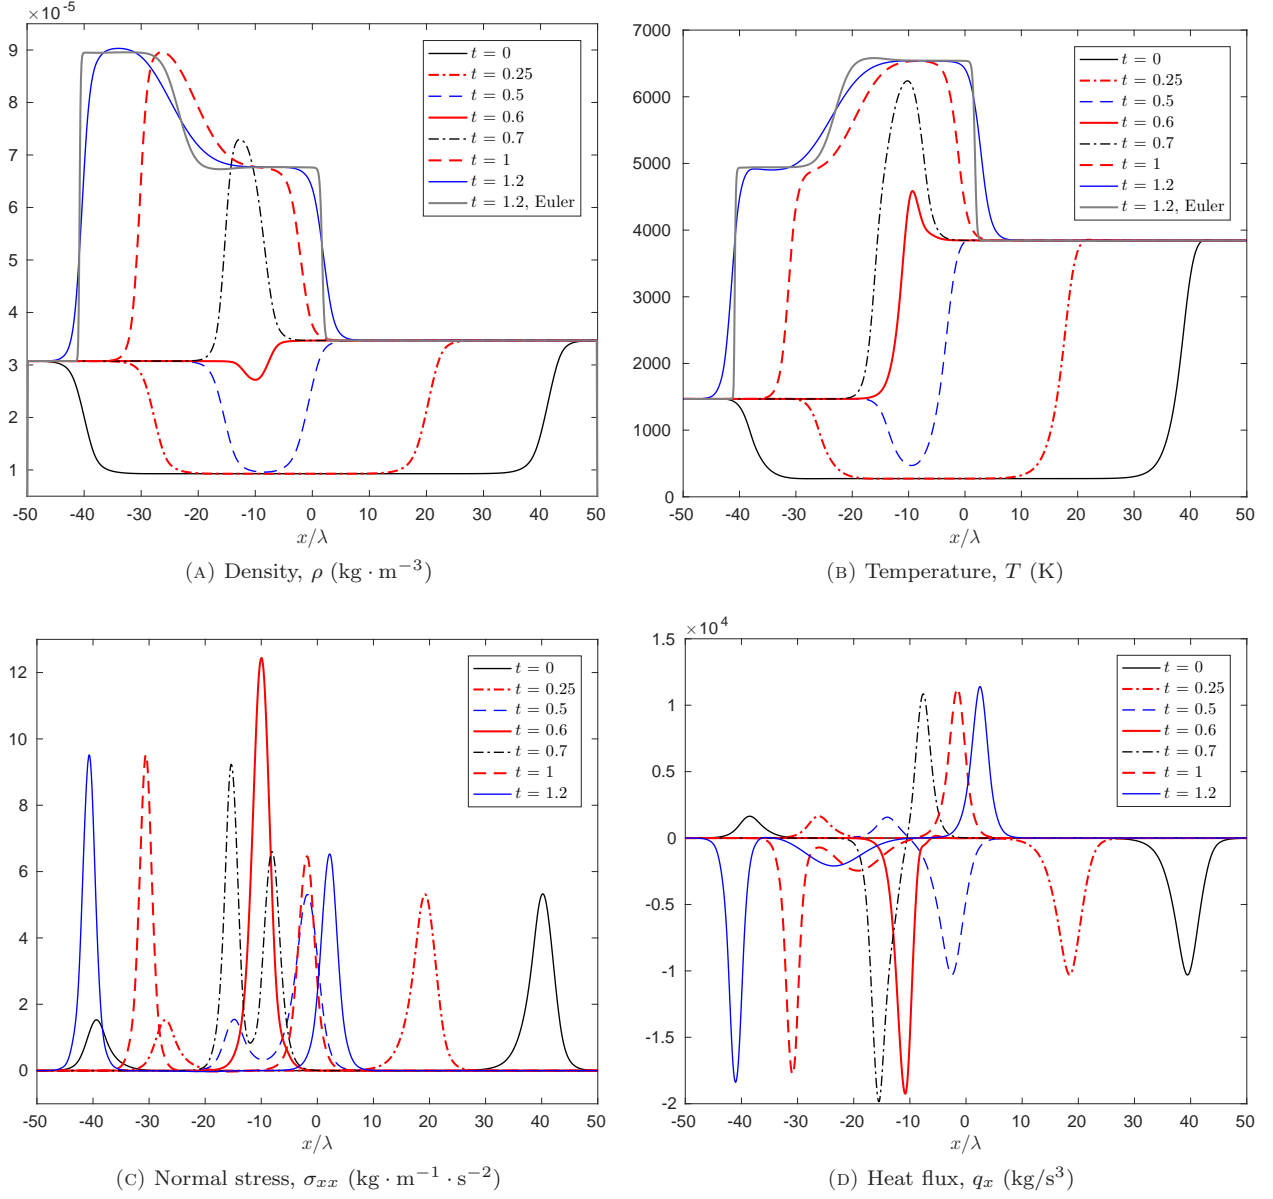 ×10⁻⁵
9
8
7
6
5
4
3
2
1
-50 -40 -30 -20 -10 0 10 20 30 40 50
x/λ
t = 0
t = 0.25
t = 0.5
t = 0.6
t = 0.7
t = 1
t = 1.2
t = 1.2, Euler
(A) Density, ρ (kg · m⁻³)
7000
6000
5000
4000
3000
2000
1000
0
-50 -40 -30 -20 -10 0 10 20 30 40 50
x/λ
t = 0
t = 0.25
t = 0.5
t = 0.6
t = 0.7
t = 1
t = 1.2
t = 1.2, Euler
(B) Temperature, T (K)
12
10
8
6
4
2
0
-50 -40 -30 -20 -10 0 10 20 30 40 50
x/λ
t = 0
t = 0.25
t = 0.5
t = 0.6
t = 0.7
t = 1
t = 1.2
(C) Normal stress, σₓₓ (kg · m⁻¹ · s⁻²)
×10⁴
1.5
1
0.5
0
-0.5
-1
-1.5
-2
-50 -40 -30 -20 -10 0 10 20 30 40 50
x/λ
t = 0
t = 0.25
t = 0.5
t = 0.6
t = 0.7
t = 1
t = 1.2
(D) Heat flux, qₓ (kg/s³)